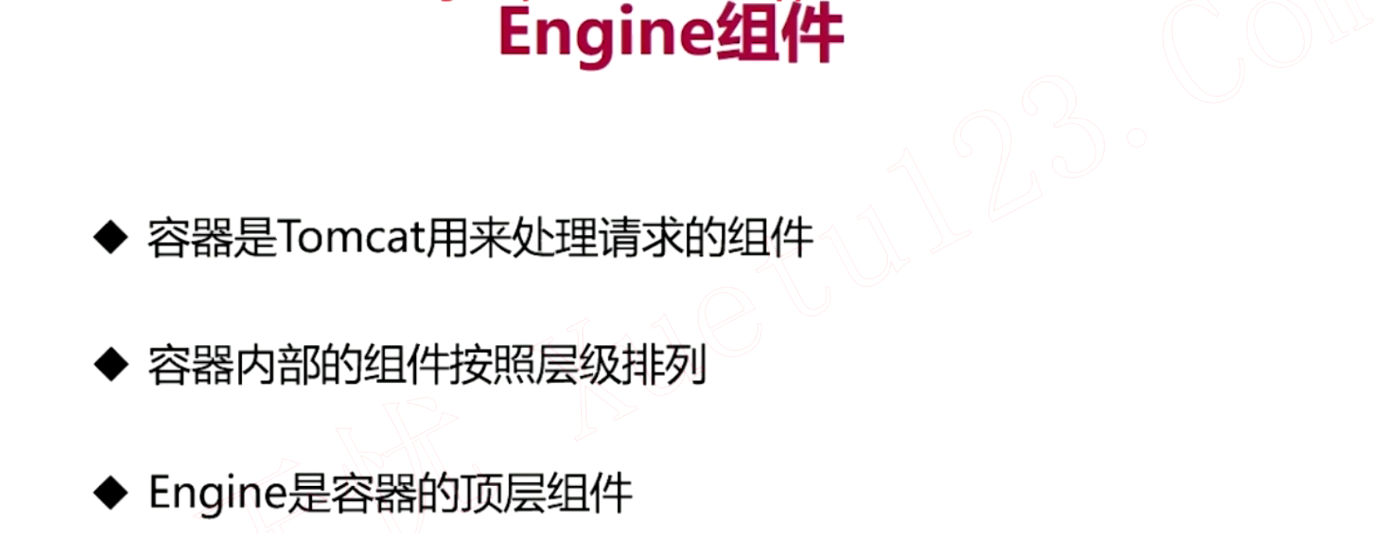 Engine组件
容器是Tomcat用来处理请求的组件
容器内部的组件按照层级排列
Engine是容器的顶层组件
Xuetu123.Com